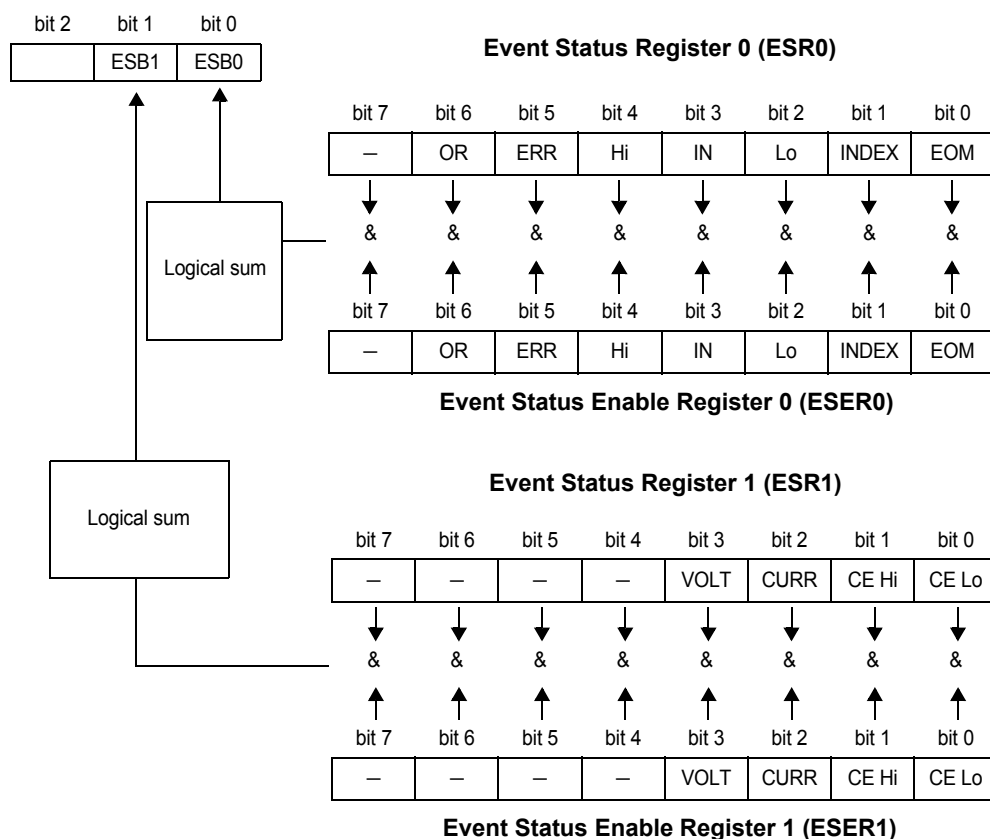 bit 2 bit 1 bit 0
ESB1 ESB0
Event Status Register 0 (ESR0)
bit 7 bit 6 bit 5 bit 4 bit 3 bit 2 bit 1 bit 0
— OR ERR Hi IN Lo INDEX EOM
& & & & & & & &
Logical sum
bit 7 bit 6 bit 5 bit 4 bit 3 bit 2 bit 1 bit 0
— OR ERR Hi IN Lo INDEX EOM
Event Status Enable Register 0 (ESER0)
Event Status Register 1 (ESR1)
Logical sum
bit 7 bit 6 bit 5 bit 4 bit 3 bit 2 bit 1 bit 0
— — — — VOLT CURR CE Hi CE Lo
& & & & & & & &
bit 7 bit 6 bit 5 bit 4 bit 3 bit 2 bit 1 bit 0
— — — — VOLT CURR CE Hi CE Lo
Event Status Enable Register 1 (ESER1)